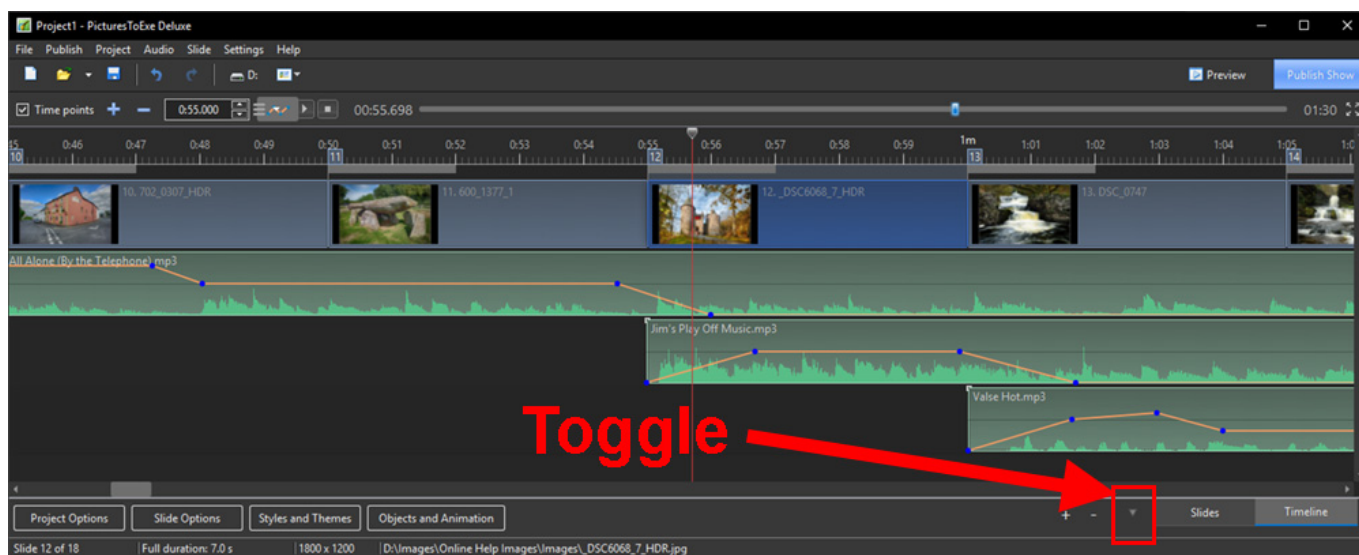 Project1 - PicturesToExe Deluxe
File Publish Project Audio Slide Settings Help
D: Preview Publish Show
Time points + − 0:55.000 00:55.698 01:30
0:46 0:47 0:48 0:49 0:50 0:51 0:52 0:53 0:54 0:55 0:56 0:57 0:58 0:59 1m 1:01 1:02 1:03 1:04 1:05
10 11 12 13 14
10. 702_0307_HDR 11. 600_1377_1 12. _DSC6068_7_HDR 13. DSC_0747
All Alone (By the Telephone).mp3
Jim's Play Off Music.mp3
Valse Hot.mp3
Toggle
Project Options Slide Options Styles and Themes Objects and Animation + - Slides Timeline
Slide 12 of 18 Full duration: 7.0 s 1800 x 1200 D:\Images\Online Help Images\Images\_DSC6068_7_HDR.jpg